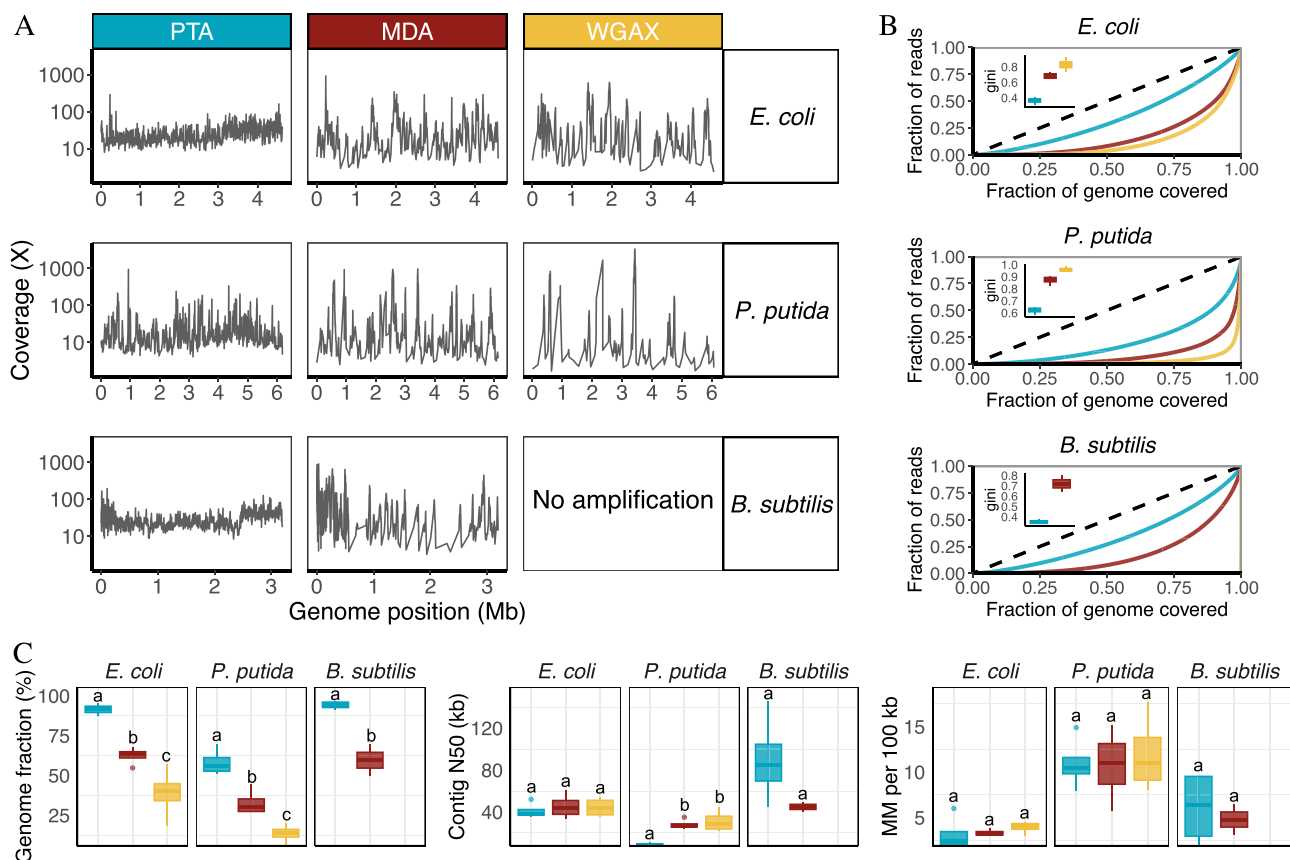 A
PTA MDA WGAX
1000
100
10
0 1 2 3 4
0 1 2 3 4
0 1 2 3 4
E. coli
1000
100
10
0 1 2 3 4 5 6
0 1 2 3 4 5 6
0 1 2 3 4 5 6
P. putida
1000
100
10
0 1 2 3
0 1 2 3
No amplification
B. subtilis
Coverage (X)
Genome position (Mb)
B
E. coli
Fraction of reads
1.00
0.75
0.50
0.25
0.00
gini
0.8
0.6
0.4
0.00 0.25 0.50 0.75 1.00
Fraction of genome covered
P. putida
Fraction of reads
1.00
0.75
0.50
0.25
0.00
gini
1.0
0.9
0.8
0.7
0.6
0.00 0.25 0.50 0.75 1.00
Fraction of genome covered
B. subtilis
Fraction of reads
1.00
0.75
0.50
0.25
0.00
gini
0.8
0.7
0.6
0.5
0.4
0.00 0.25 0.50 0.75 1.00
Fraction of genome covered
C
E. coli P. putida B. subtilis
Genome fraction (%)
100
75
50
25
a b c
a b c
a b
E. coli P. putida B. subtilis
Contig N50 (kb)
120
80
40
a a a
a b b
a a
E. coli P. putida B. subtilis
MM per 100 kb
15
10
5
a a a
a a a
a a